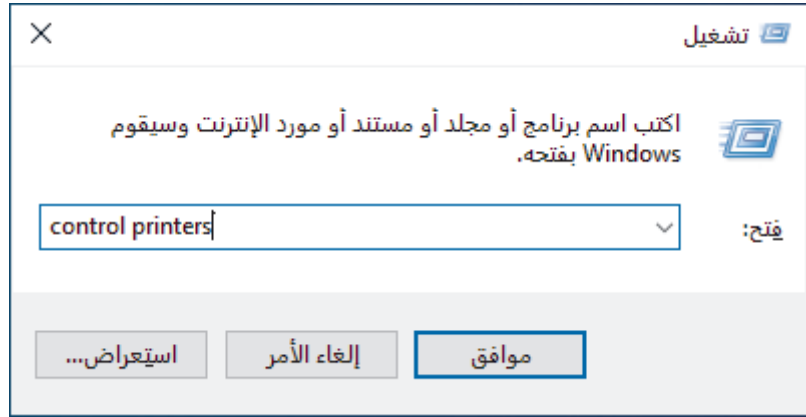 تشغيل
اكتب اسم برنامج أو مجلد أو مستند أو مورد الإنترنت وسيقوم
Windows بفتحه.
فتح:
control printers
موافق
إلغاء الأمر
استعراض...